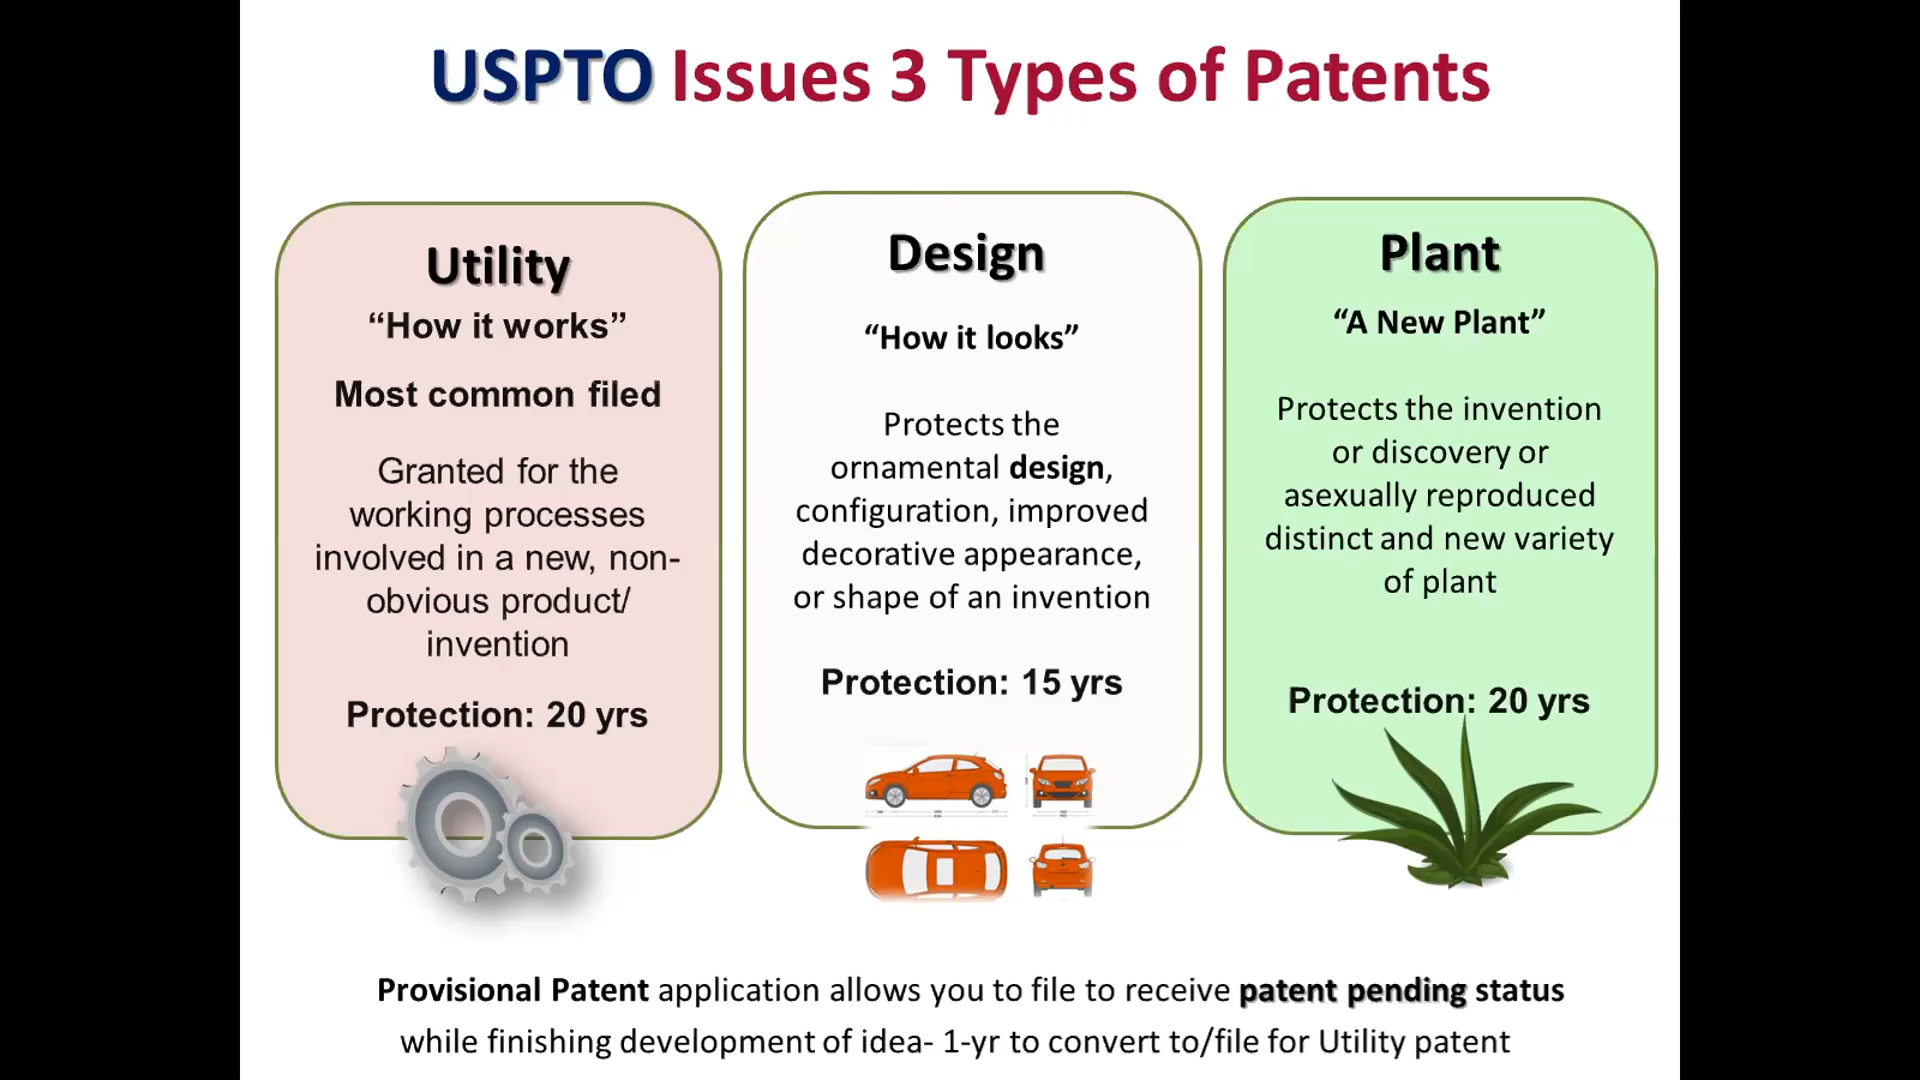 USPTO Issues 3 Types of Patents
Utility
“How it works”
Most common filed
Granted for the
working processes
involved in a new, non-
obvious product/
invention
Protection: 20 yrs
Design
“How it looks”
Protects the
ornamental design,
configuration, improved
decorative appearance,
or shape of an invention
Protection: 15 yrs
Plant
“A New Plant”
Protects the invention
or discovery or
asexually reproduced
distinct and new variety
of plant
Protection: 20 yrs
Provisional Patent application allows you to file to receive patent pending status
while finishing development of idea- 1-yr to convert to/file for Utility patent